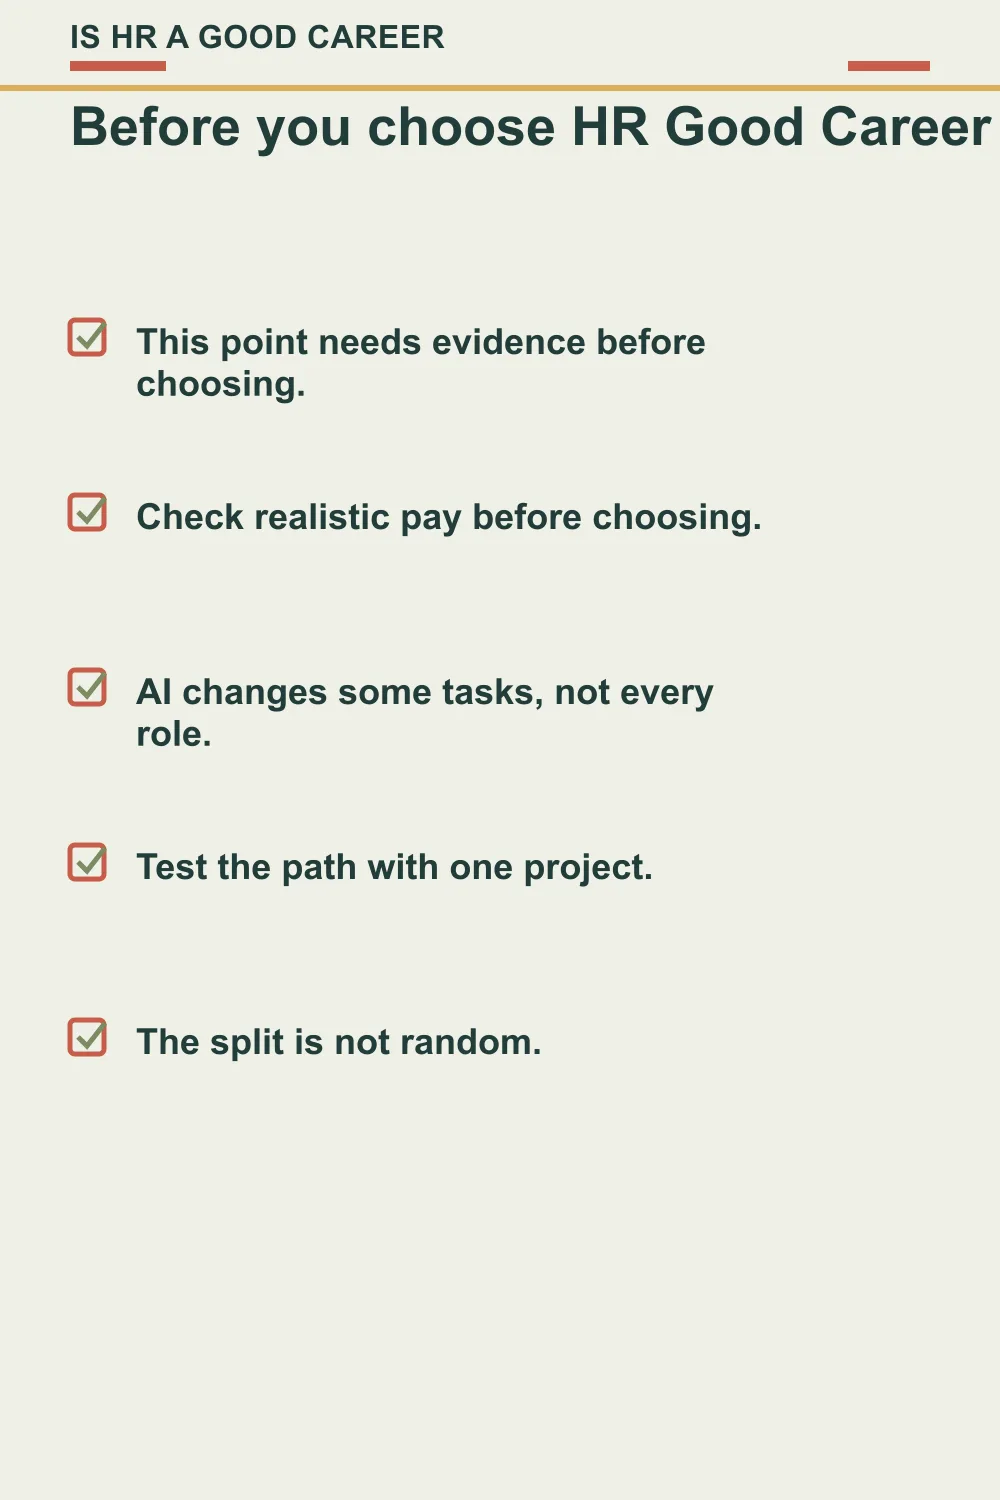 IS HR A GOOD CAREER
Before you choose HR Good Career
This point needs evidence before
choosing.
Check realistic pay before choosing.
AI changes some tasks, not every
role.
Test the path with one project.
The split is not random.